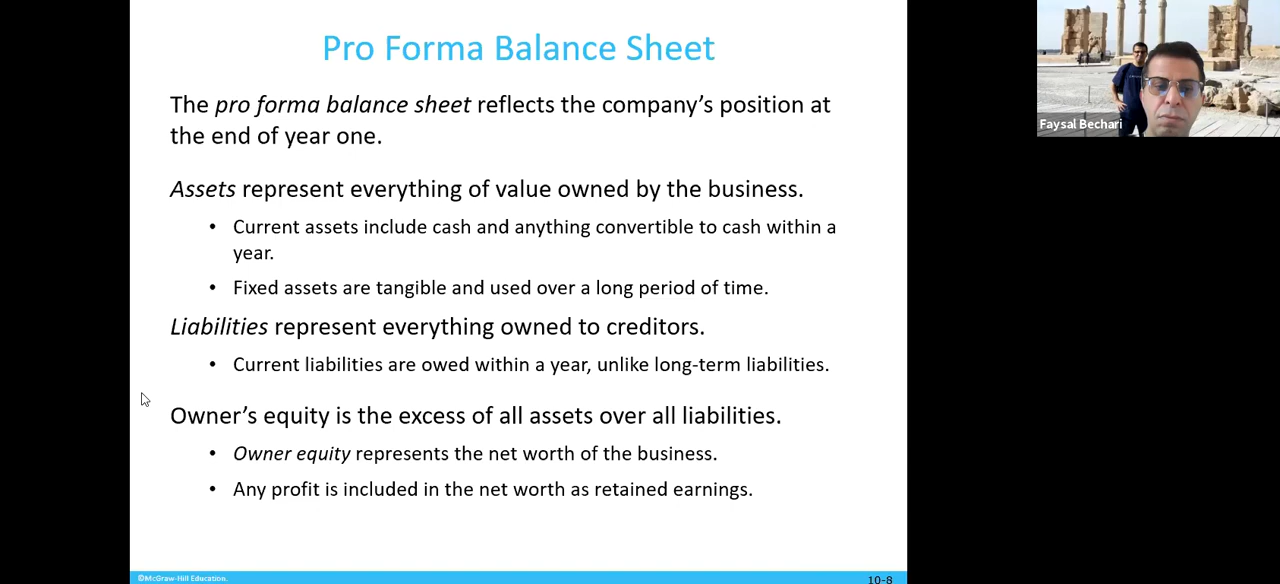 Pro Forma Balance Sheet
The pro forma balance sheet reflects the company's position at
the end of year one.
Assets represent everything of value owned by the business.
• Current assets include cash and anything convertible to cash within a
year.
• Fixed assets are tangible and used over a long period of time.
Liabilities represent everything owned to creditors.
• Current liabilities are owed within a year, unlike long-term liabilities.
Owner's equity is the excess of all assets over all liabilities.
• Owner equity represents the net worth of the business.
• Any profit is included in the net worth as retained earnings.
©McGraw-Hill Education.
10-8
Faysal Bechari